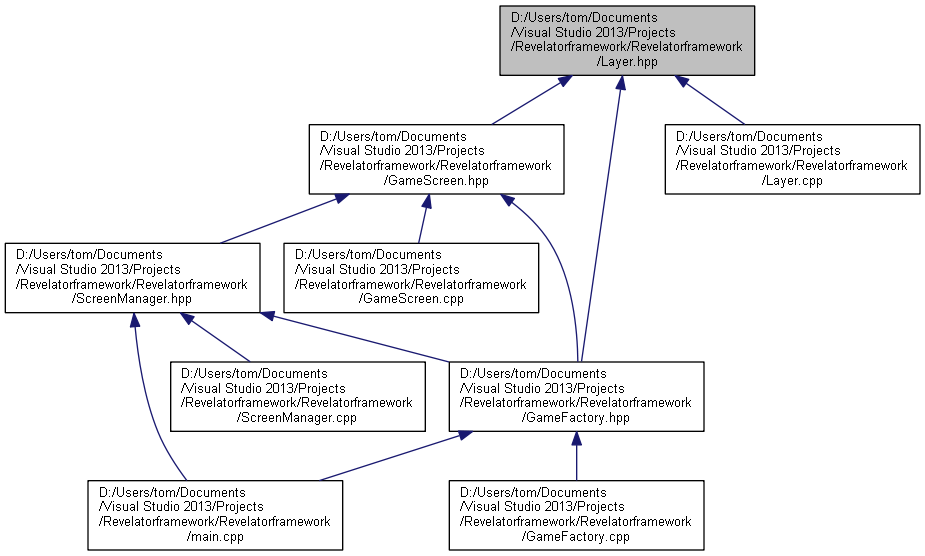 D:/Users/tom/Documents
/Visual Studio 2013/Projects
/Revelatorframework/Revelatorframework
/Layer.hpp
D:/Users/tom/Documents
/Visual Studio 2013/Projects
/Revelatorframework/Revelatorframework
/GameScreen.hpp
D:/Users/tom/Documents
/Visual Studio 2013/Projects
/Revelatorframework/Revelatorframework
/Layer.cpp
D:/Users/tom/Documents
/Visual Studio 2013/Projects
/Revelatorframework/Revelatorframework
/ScreenManager.hpp
D:/Users/tom/Documents
/Visual Studio 2013/Projects
/Revelatorframework/Revelatorframework
/GameScreen.cpp
D:/Users/tom/Documents
/Visual Studio 2013/Projects
/Revelatorframework/Revelatorframework
/ScreenManager.cpp
D:/Users/tom/Documents
/Visual Studio 2013/Projects
/Revelatorframework/Revelatorframework
/GameFactory.hpp
D:/Users/tom/Documents
/Visual Studio 2013/Projects
/Revelatorframework/Revelatorframework
/main.cpp
D:/Users/tom/Documents
/Visual Studio 2013/Projects
/Revelatorframework/Revelatorframework
/GameFactory.cpp